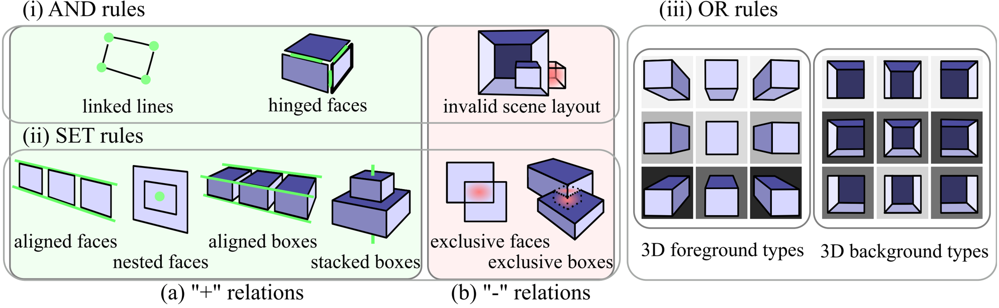 (i) AND rules
(iii) OR rules
linked lines
hinged faces
invalid scene layout
(ii) SET rules
aligned faces
nested faces
aligned boxes
stacked boxes
exclusive faces
exclusive boxes
3D foreground types
3D background types
(a) "+" relations
(b) "-" relations